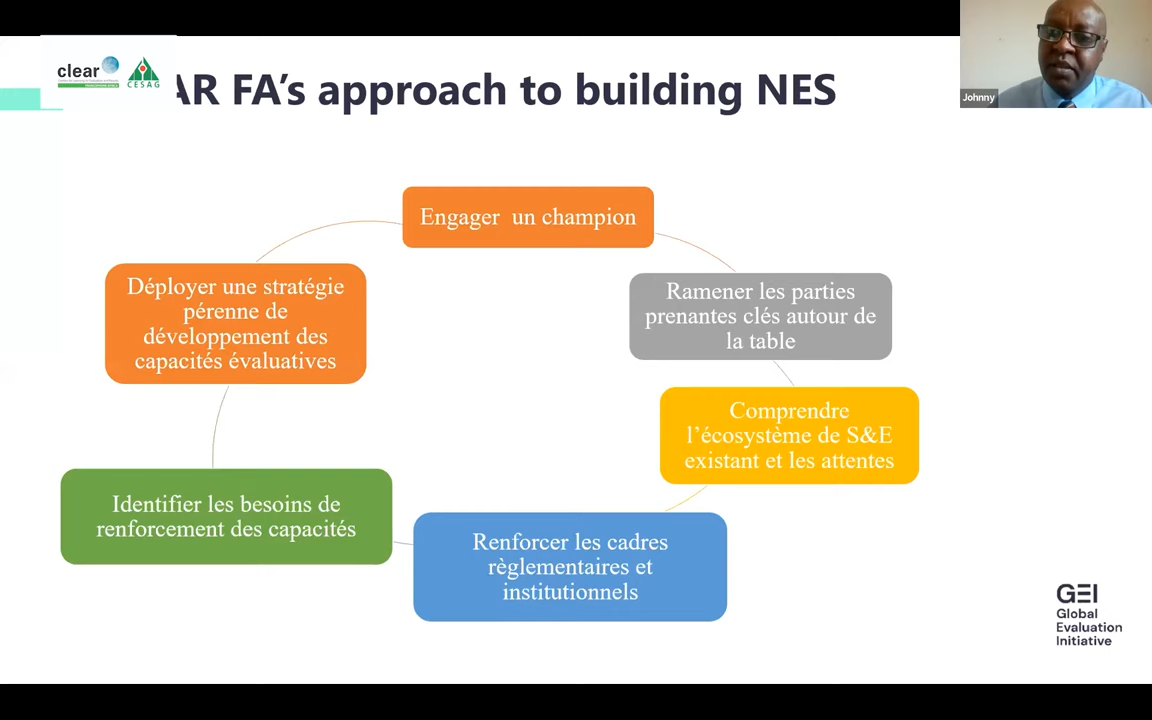 clear
CESAG
AR FA’s approach to building NES
Johnny
Engager un champion
Ramener les parties
prenantes clés autour de
la table
Comprendre
l’écosystème de S&E
existant et les attentes
Renforcer les cadres
règlementaires et
institutionnels
Identifier les besoins de
renforcement des capacités
Déployer une stratégie
pérenne de
développement des
capacités évaluatives
GEI
Global
Evaluation
Initiative